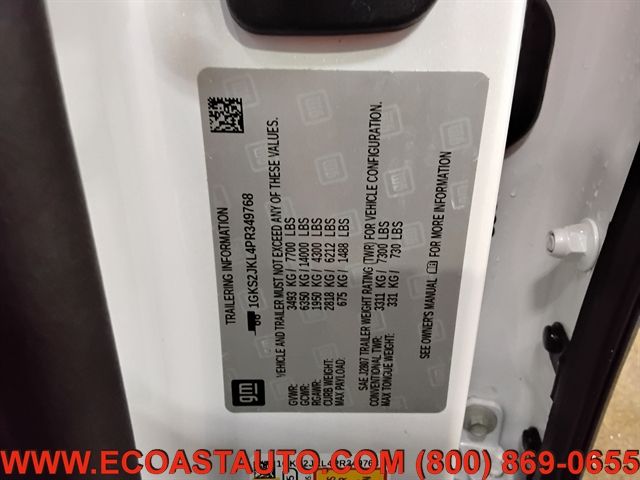 gm
TRAILERING INFORMATION
1GKS2JKL4PR349768
VEHICLE AND TRAILER MUST NOT EXCEED ANY OF THESE VALUES.
GVWR: 3493 KG / 7700 LBS
GCWR: 6350 KG / 14000 LBS
RGAWR: 1950 KG / 4300 LBS
CURB WEIGHT: 2818 KG / 6212 LBS
MAX PAYLOAD: 675 KG / 1488 LBS
SAE J2807 TRAILER WEIGHT RATING (TWR) FOR VEHICLE CONFIGURATION.
CONVENTIONAL TWR: 3311 KG / 7300 LBS
MAX TONGUE WEIGHT: 331 KG / 730 LBS
SEE OWNER'S MANUAL FOR MORE INFORMATION
WWW.ECOASTAUTO.COM (800) 869-0655